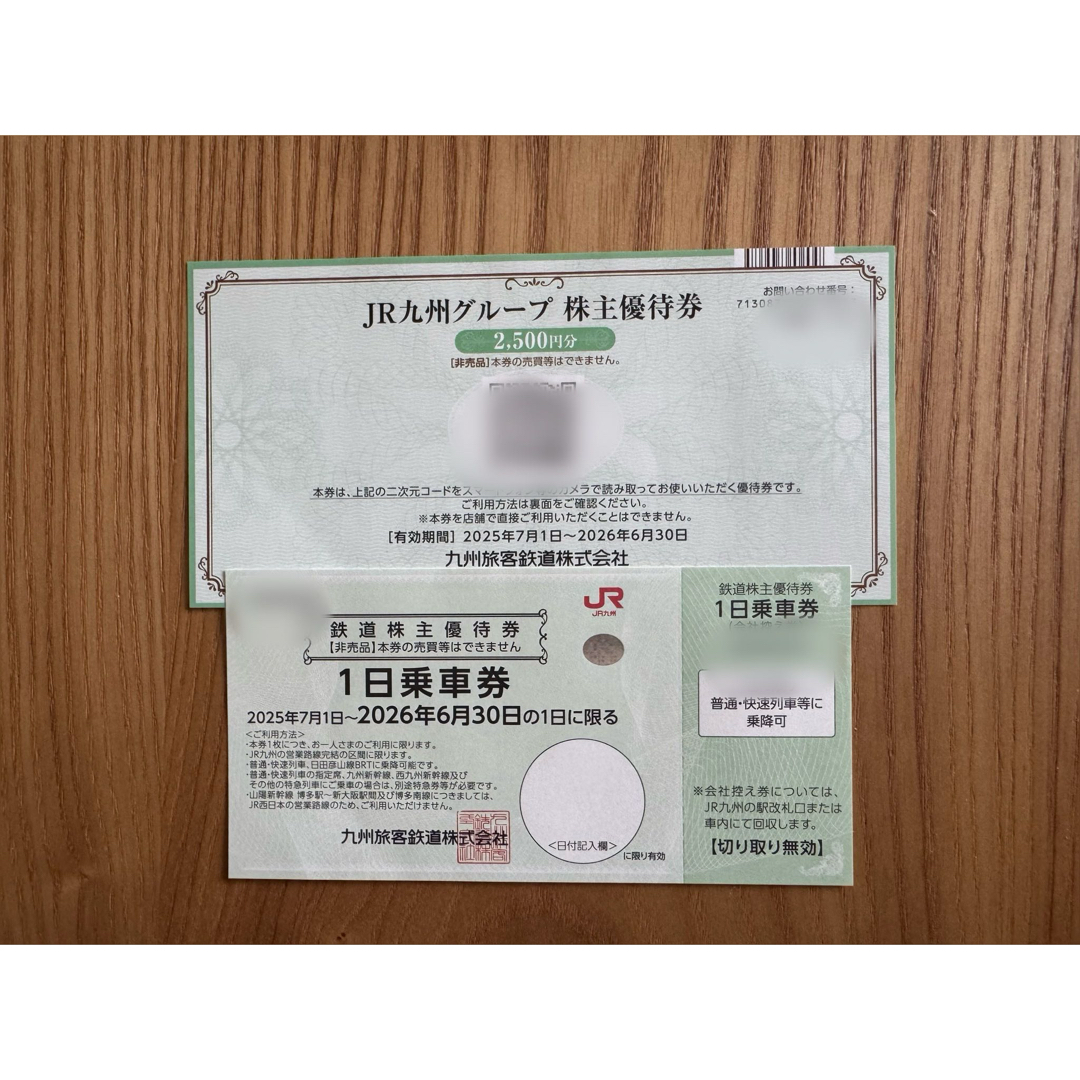 お問い合わせ番号：
7130
JR九州グループ 株主優待券
2,500円分
［非売品］本券の売買等はできません。
本券は、上記の二次元コードをスマ カメラで読み取ってお使いいただく優待券です。
ご利用方法は裏面をご確認ください。
※本券を店舗で直接ご利用いただくことはできません。
［有効期間］ 2025年7月1日～2026年6月30日
九州旅客鉄道株式会社
JR
JR九州
鉄道株主優待券
【非売品】本券の売買等はできません
1日乗車券
2025年7月1日～2026年6月30日の1日に限る
＜ご利用方法＞
・本券1枚につき、お一人さまのご利用に限ります。
・JR九州の営業路線完結の区間に限ります。
・普通・快速列車、日田彦山線BRTに乗降可能です。
・普通・快速列車の指定席、九州新幹線、西九州新幹線及び
その他の特急列車にご乗車の場合は、別途特急券等が必要です。
・山陽新幹線 博多駅～新大阪駅間及び博多南線につきましては、
JR西日本の営業路線のため、ご利用いただけません。
九州旅客鉄道株式会社
＜日付記入欄＞
に限り有効
鉄道株主優待券
1日乗車券
普通・快速列車等に
乗降可
※会社控え券については、
JR九州の駅改札口または
車内にて回収します。
【切り取り無効】